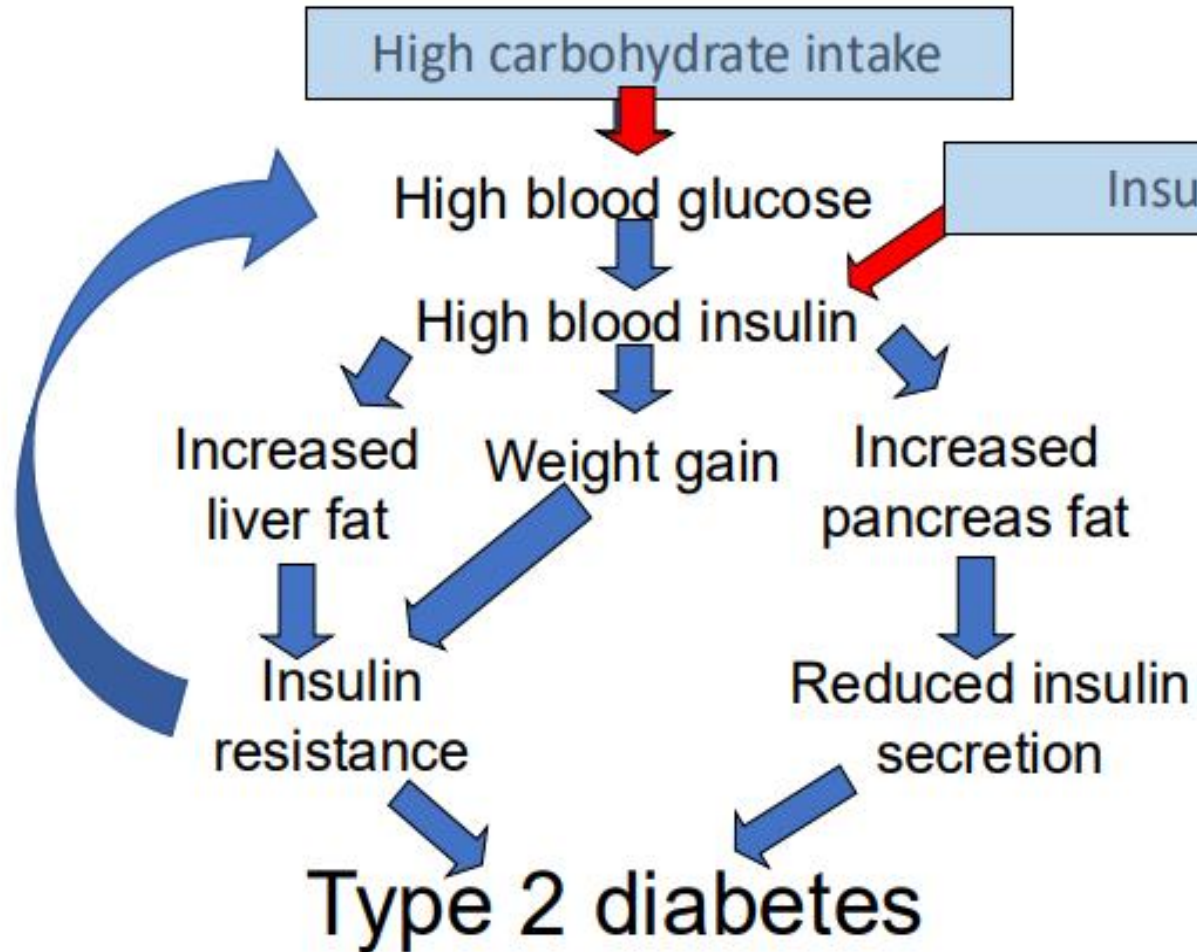 High carbohydrate intake
High blood glucose
Insu
High blood insulin
Increased
liver fat
Weight gain
Increased
pancreas fat
Insulin
resistance
Reduced insulin
secretion
Type 2 diabetes